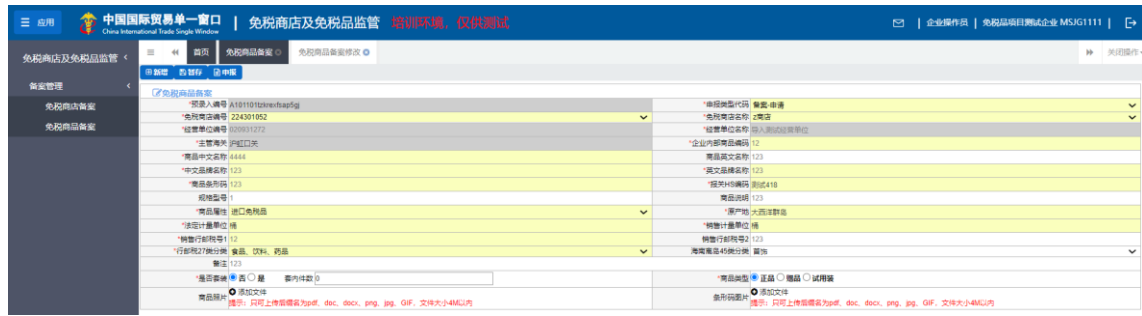 应用 中国国际贸易单一窗口 China International Trade Single Window 免税商店及免税品监管 培训环境，仅供测试 企业操作员 免税品项目测试企业 MSJG1111
免税商店及免税品监管 首页 免税商品备案 免税商品备案修改 关闭操作
新增 暂存 申报
备案管理
免税商店备案
免税商品备案
免税商品备案
*预录入编号 *申报类型代码 备案-申请
*免税商店编号 224301052 *免税商店名称 z商店
*经营单位编号 020931272 *经营单位名称 导入测试经营单位
*主管海关 沪虹口关 *企业内部商品编码 12
*商品中文名称 4444 商品英文名称 123
*中文品牌名称 123 *英文品牌名称 123
*商品条形码 123 *报关HS编码 测试418
规格型号 1 商品说明 123
*商品属性 进口免税品 *原产地 大西洋群岛
*法定计量单位 桶 *销售计量单位 桶
*销售行邮税号1 12 销售行邮税号2 123
*行邮税27类分类 食品、饮料、药品 海南离岛45类分类 首饰
备注 123
*是否套装 否 是 套内件数 0 *商品类型 正品 赠品 试用装
商品照片 添加文件 条形码图片 添加文件
提示：只可上传后缀名为pdf、doc、docx、png、jpg、GIF，文件大小4M以内 提示：只可上传后缀名为pdf、doc、docx、png、jpg、GIF，文件大小4M以内